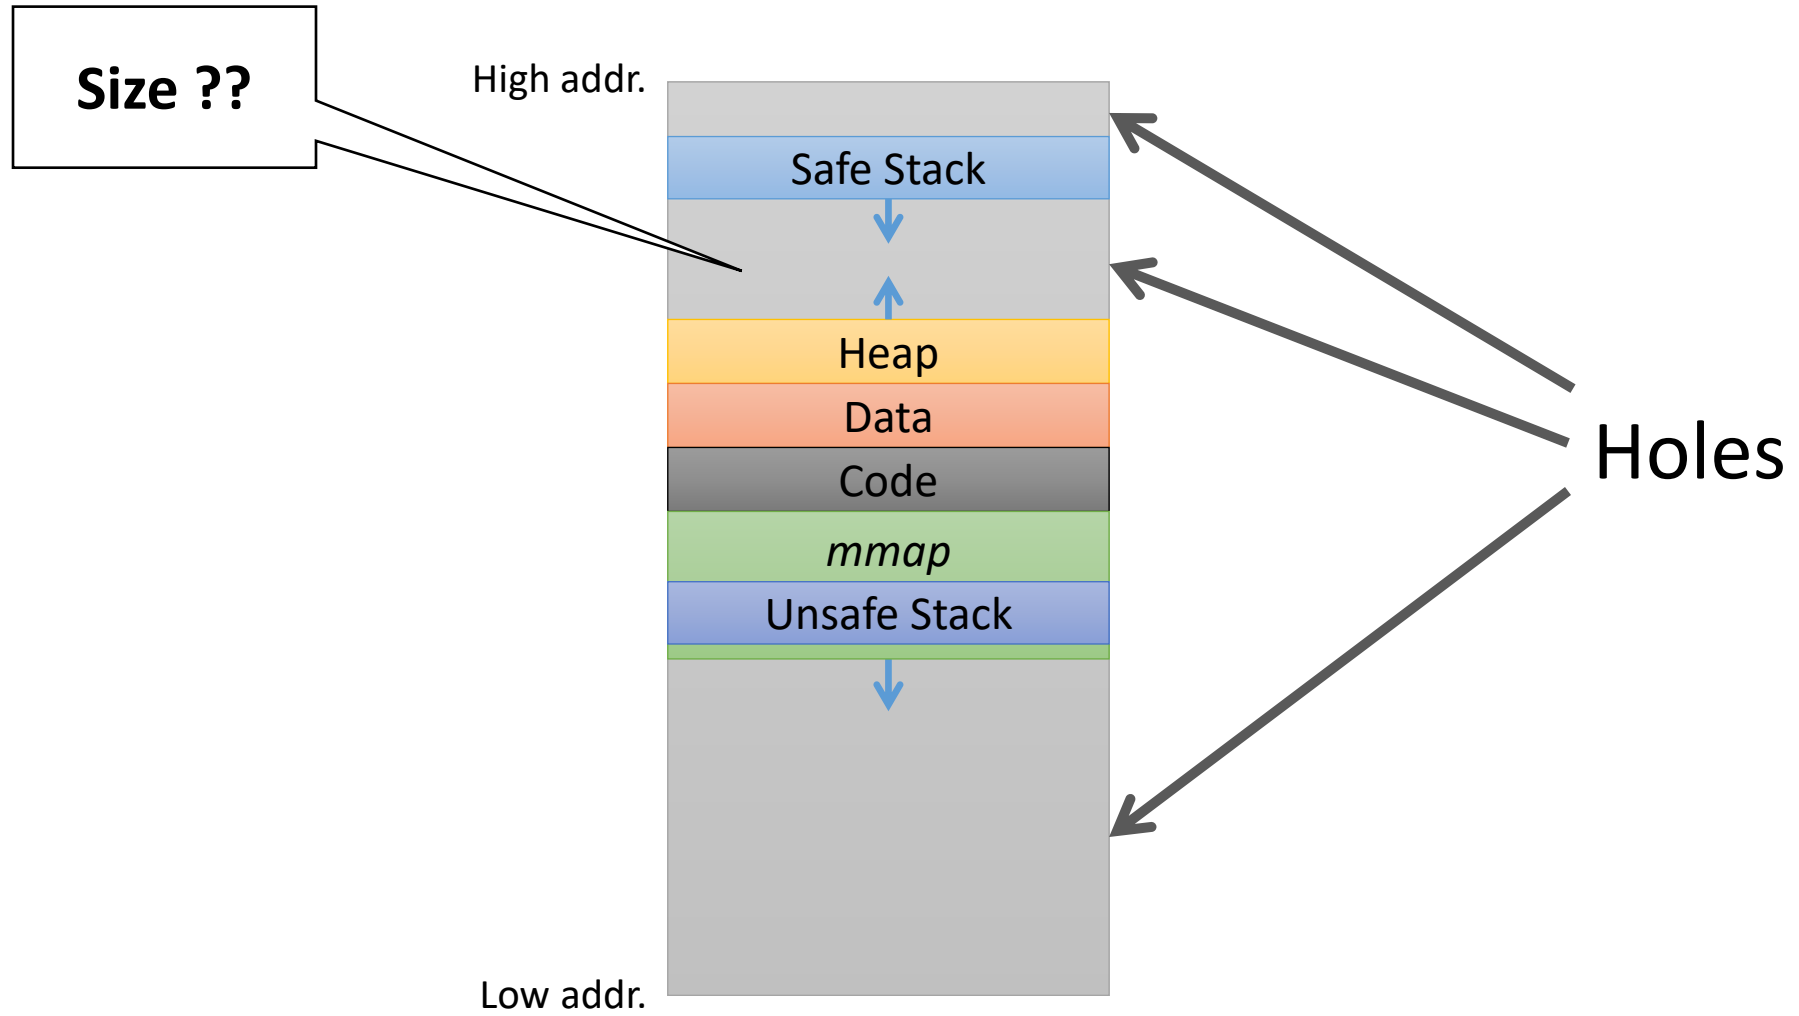 Size ??
High addr.
Safe Stack
Heap
Data
Code
mmap
Unsafe Stack
Holes
Low addr.